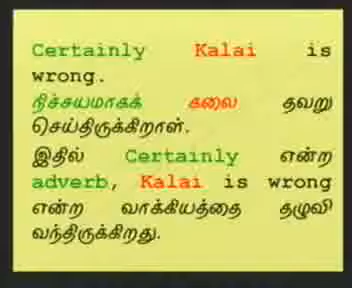 Certainly Kalai is
wrong.
நிச்சயமாகக் கலை தவறு
செய்திருக்கிறாள்.
இதில் Certainly என்ற
adverb, Kalai is wrong
என்ற வாக்கியத்தை தழுவி
வந்திருக்கிறது.